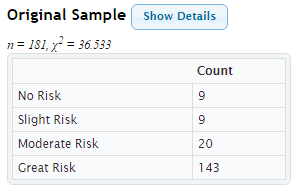 Original Sample Show Details
n = 181, χ² = 36.533
Count
No Risk 9
Slight Risk 9
Moderate Risk 20
Great Risk 143